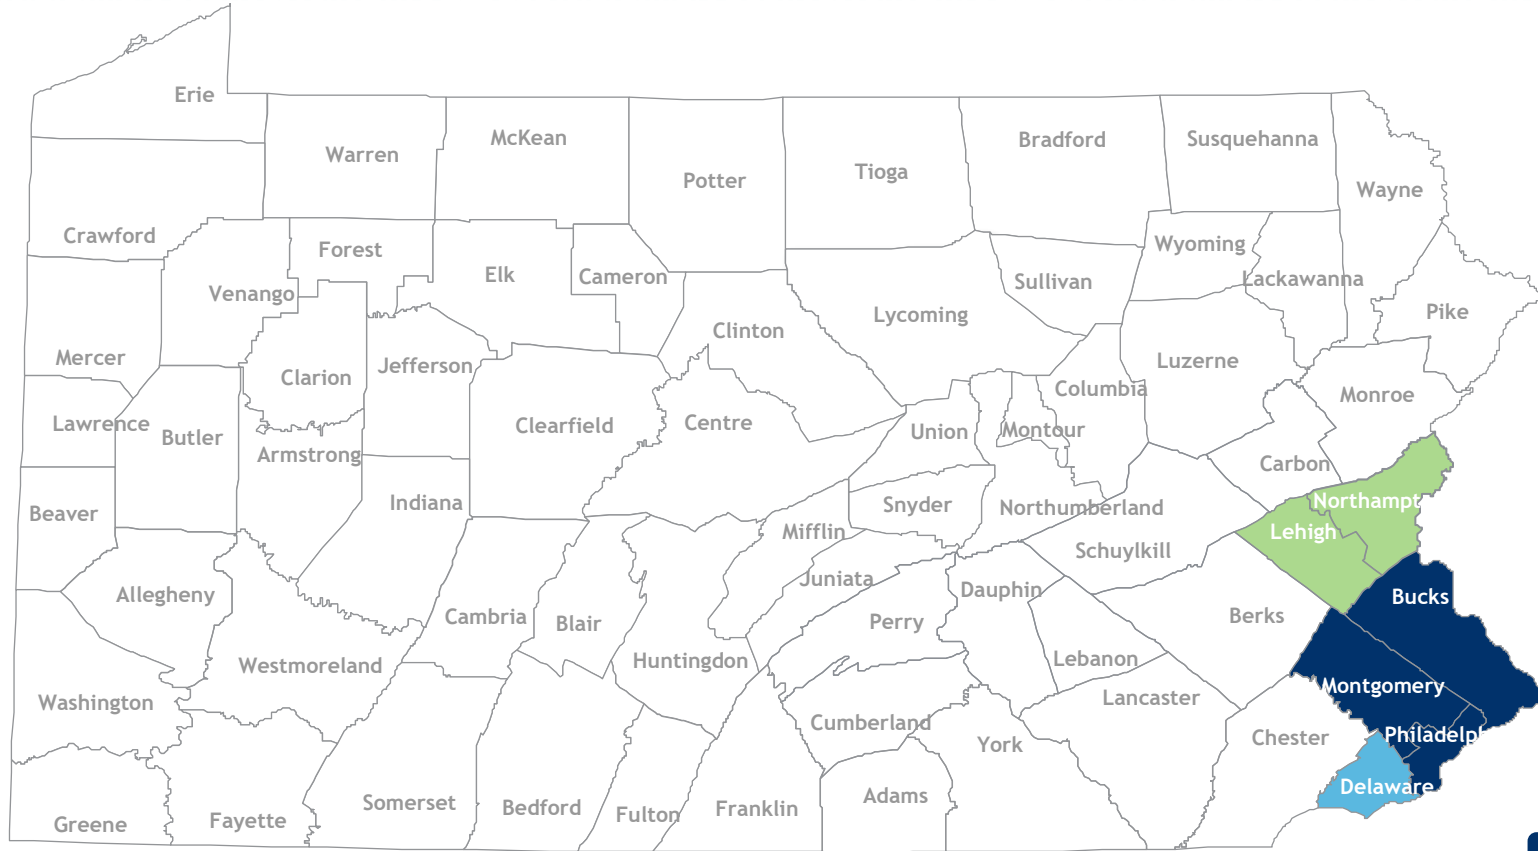 Erie
Warren
McKean
Potter
Tioga
Bradford
Susquehanna
Wayne
Crawford
Forest
Elk
Cameron
Wyoming
Lackawanna
Venango
Sullivan
Pike
Mercer
Clarion
Jefferson
Clinton
Lycoming
Luzerne
Columbia
Monroe
Lawrence
Butler
Armstrong
Clearfield
Centre
Union
Montour
Carbon
Beaver
Indiana
Snyder
Northumberland
Northampt
Lehigh
Mifflin
Schuylkill
Allegheny
Juniata
Dauphin
Bucks
Cambria
Blair
Perry
Berks
Westmoreland
Huntingdon
Lebanon
Washington
Lancaster
Montgomery
Cumberland
York
Chester
Philadelph
Greene
Fayette
Somerset
Bedford
Fulton
Franklin
Adams
Delaware